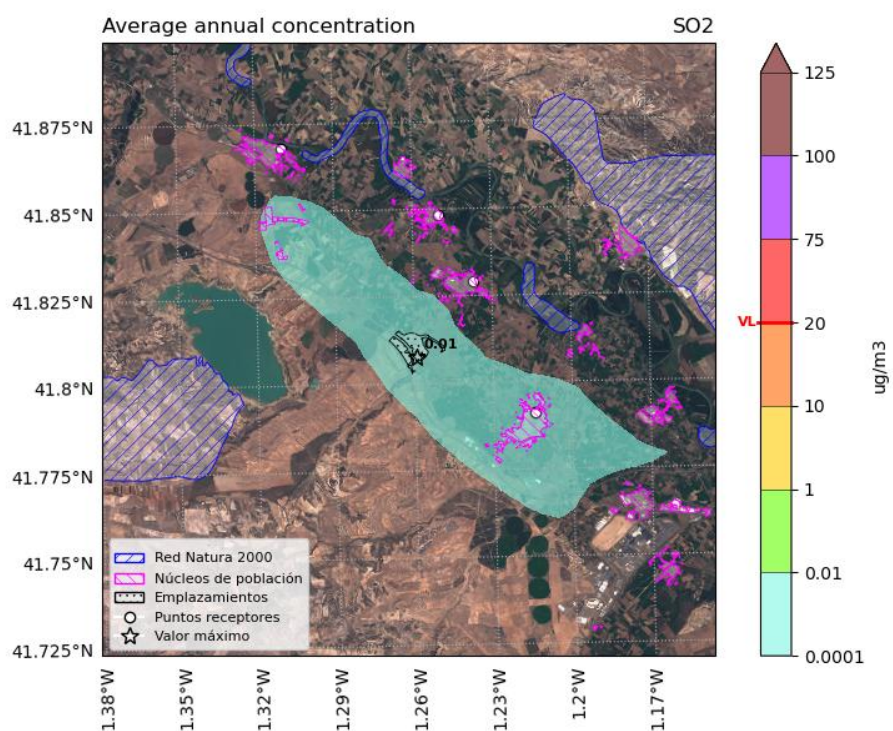 Average annual concentration SO2
41.875°N
41.85°N
41.825°N
41.8°N
41.775°N
41.75°N
41.725°N
0.01
Red Natura 2000
Núcleos de población
Emplazamientos
Puntos receptores
Valor máximo
1.38°W 1.35°W 1.32°W 1.29°W 1.26°W 1.23°W 1.2°W 1.17°W
125
100
75
VL 20
10
1
0.01
0.0001
ug/m3